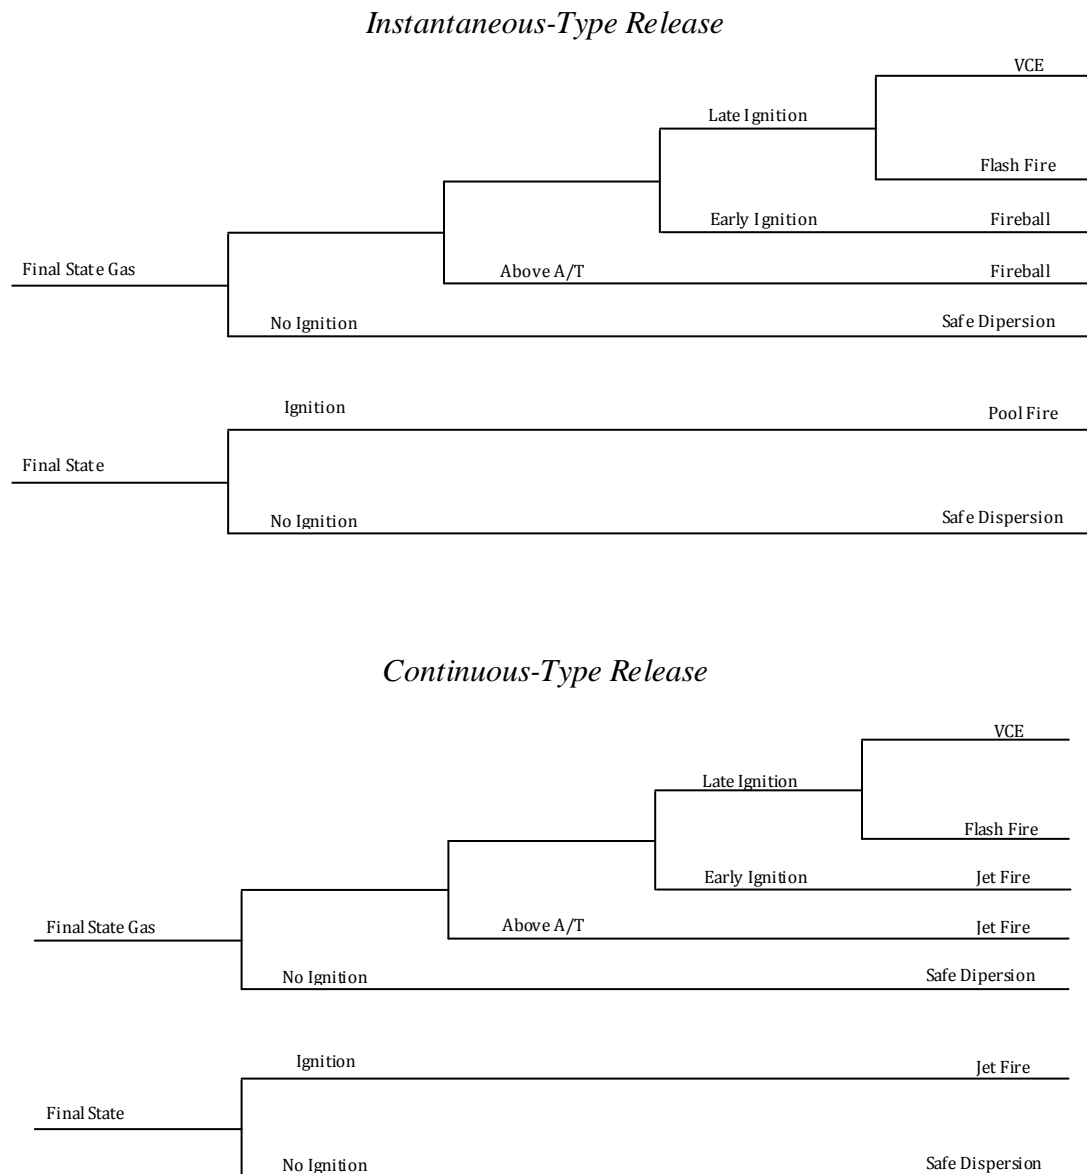 Instantaneous-Type Release
VCE
Late Ignition
Flash Fire
Early Ignition
Fireball
Final State Gas
Above A/T
Fireball
No Ignition
Safe Dipersion
Ignition
Pool Fire
Final State
No Ignition
Safe Dispersion
Continuous-Type Release
VCE
Late Ignition
Flash Fire
Early Ignition
Jet Fire
Final State Gas
Above A/T
Jet Fire
No Ignition
Safe Dipersion
Ignition
Jet Fire
Final State
No Ignition
Safe Dispersion